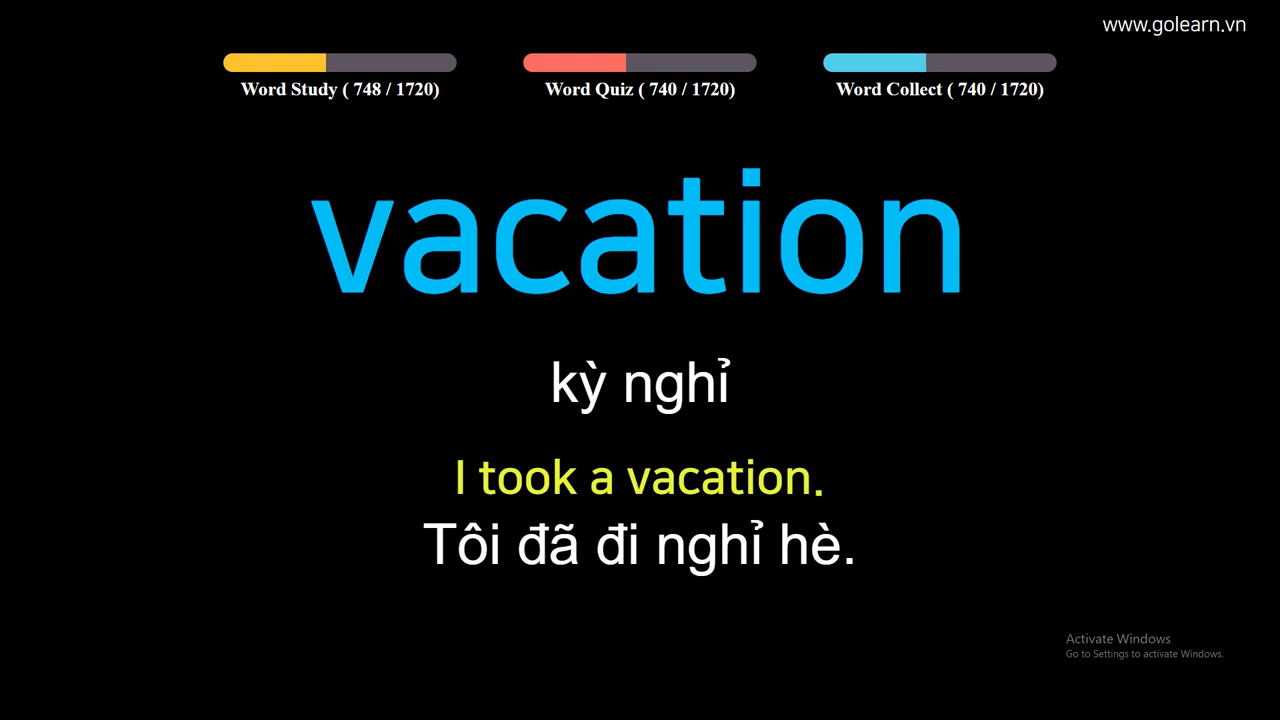 www.golearn.vn
Word Study ( 748 / 1720)
Word Quiz ( 740 / 1720)
Word Collect ( 740 / 1720)
vacation
kỳ nghỉ
I took a vacation.
Tôi đã đi nghỉ hè.
Activate Windows
Go to Settings to activate Windows.